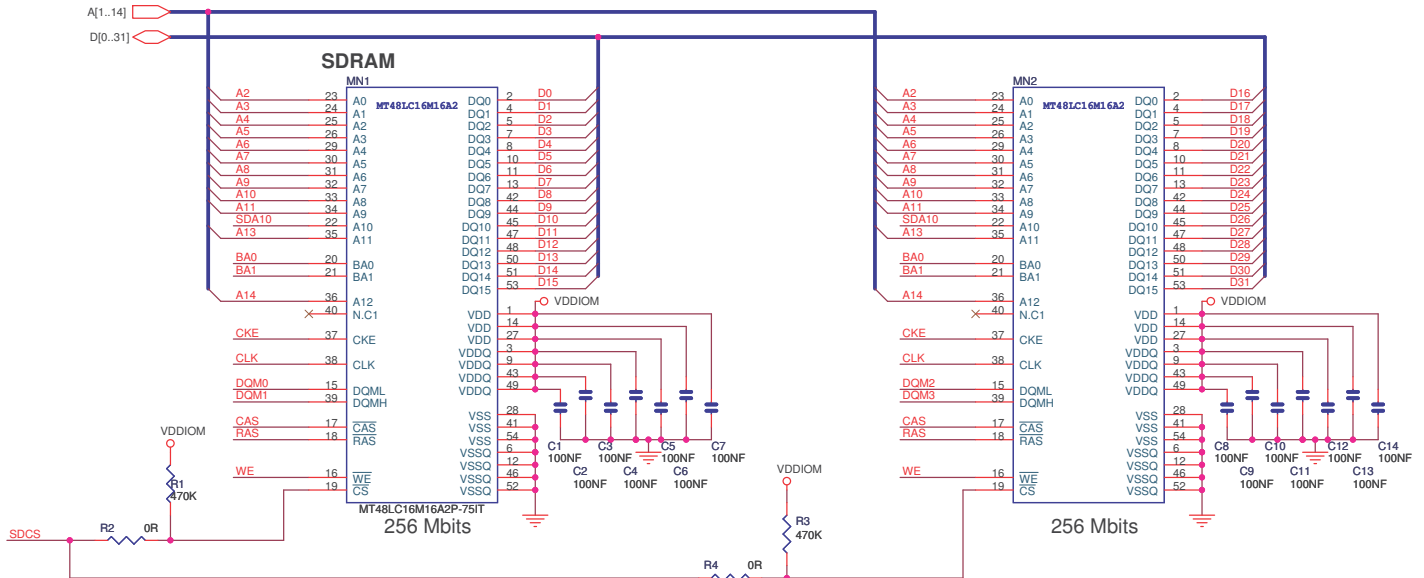 A[1..14]
D[0..31]
SDRAM
MN1
MT48LC16M16A2
A2 23 A0
A3 24 A1
A4 25 A2
A5 26 A3
A6 29 A4
A7 30 A5
A8 31 A6
A9 32 A7
A10 33 A8
A11 34 A9
SDA10 22 A10
A13 35 A11
BA0 20 BA0
BA1 21 BA1
A14 36 A12
40 N.C1
CKE 37 CKE
CLK 38 CLK
DQM0 15 DQML
DQM1 39 DQMH
CAS 17 CAS
RAS 18 RAS
WE 16 WE
19 CS
DQ0 2 D0
DQ1 4 D1
DQ2 5 D2
DQ3 7 D3
DQ4 8 D4
DQ5 10 D5
DQ6 11 D6
DQ7 13 D7
DQ8 42 D8
DQ9 44 D9
DQ10 45 D10
DQ11 47 D11
DQ12 48 D12
DQ13 50 D13
DQ14 51 D14
DQ15 53 D15
VDDIOM
VDD 1
VDD 14
VDD 27
VDDQ 3
VDDQ 9
VDDQ 43
VDDQ 49
VSS 28
VSS 41
VSS 54
VSSQ 6
VSSQ 12
VSSQ 46
VSSQ 52
C1 C3 C5 C7
100NF 100NF 100NF 100NF
C2 C4 C6
100NF 100NF 100NF
MT48LC16M16A2P-75IT
256 Mbits
VDDIOM
R1
470K
R2 0R
SDCS
MN2
MT48LC16M16A2
A2 23 A0
A3 24 A1
A4 25 A2
A5 26 A3
A6 29 A4
A7 30 A5
A8 31 A6
A9 32 A7
A10 33 A8
A11 34 A9
SDA10 22 A10
A13 35 A11
BA0 20 BA0
BA1 21 BA1
A14 36 A12
40 N.C1
CKE 37 CKE
CLK 38 CLK
DQM2 15 DQML
DQM3 39 DQMH
CAS 17 CAS
RAS 18 RAS
WE 16 WE
19 CS
DQ0 2 D16
DQ1 4 D17
DQ2 5 D18
DQ3 7 D19
DQ4 8 D20
DQ5 10 D21
DQ6 11 D22
DQ7 13 D23
DQ8 42 D24
DQ9 44 D25
DQ10 45 D26
DQ11 47 D27
DQ12 48 D28
DQ13 50 D29
DQ14 51 D30
DQ15 53 D31
VDDIOM
VDD 1
VDD 14
VDD 27
VDDQ 3
VDDQ 9
VDDQ 43
VDDQ 49
VSS 28
VSS 41
VSS 54
VSSQ 6
VSSQ 12
VSSQ 46
VSSQ 52
C8 C10 C12 C14
100NF 100NF 100NF 100NF
C9 C11 C13
100NF 100NF 100NF
256 Mbits
VDDIOM
R3
470K
R4 0R